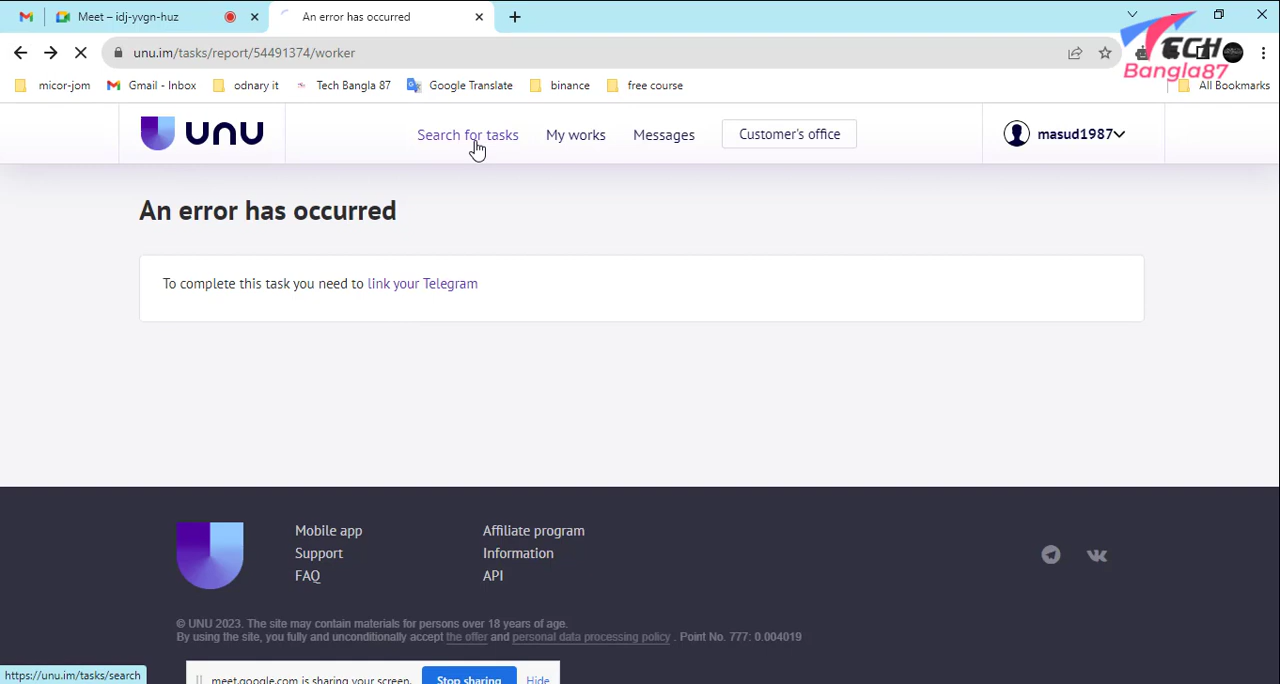 Meet – idj-yvgn-huz
An error has occurred
unu.im/tasks/report/54491374/worker
TECH
Bangla87
micor-jom
Gmail - Inbox
odnary it
Tech Bangla 87
Google Translate
binance
free course
All Bookmarks
unu
Search for tasks
My works
Messages
Customer's office
masud1987
An error has occurred
To complete this task you need to link your Telegram
Mobile app
Affiliate program
Support
Information
FAQ
API
© UNU 2023. The site may contain materials for persons over 18 years of age.
By using the site, you fully and unconditionally accept the offer and personal data processing policy . Point No. 777: 0.004019
https://unu.im/tasks/search
meet.google.com is sharing your screen.
Stop sharing
Hide